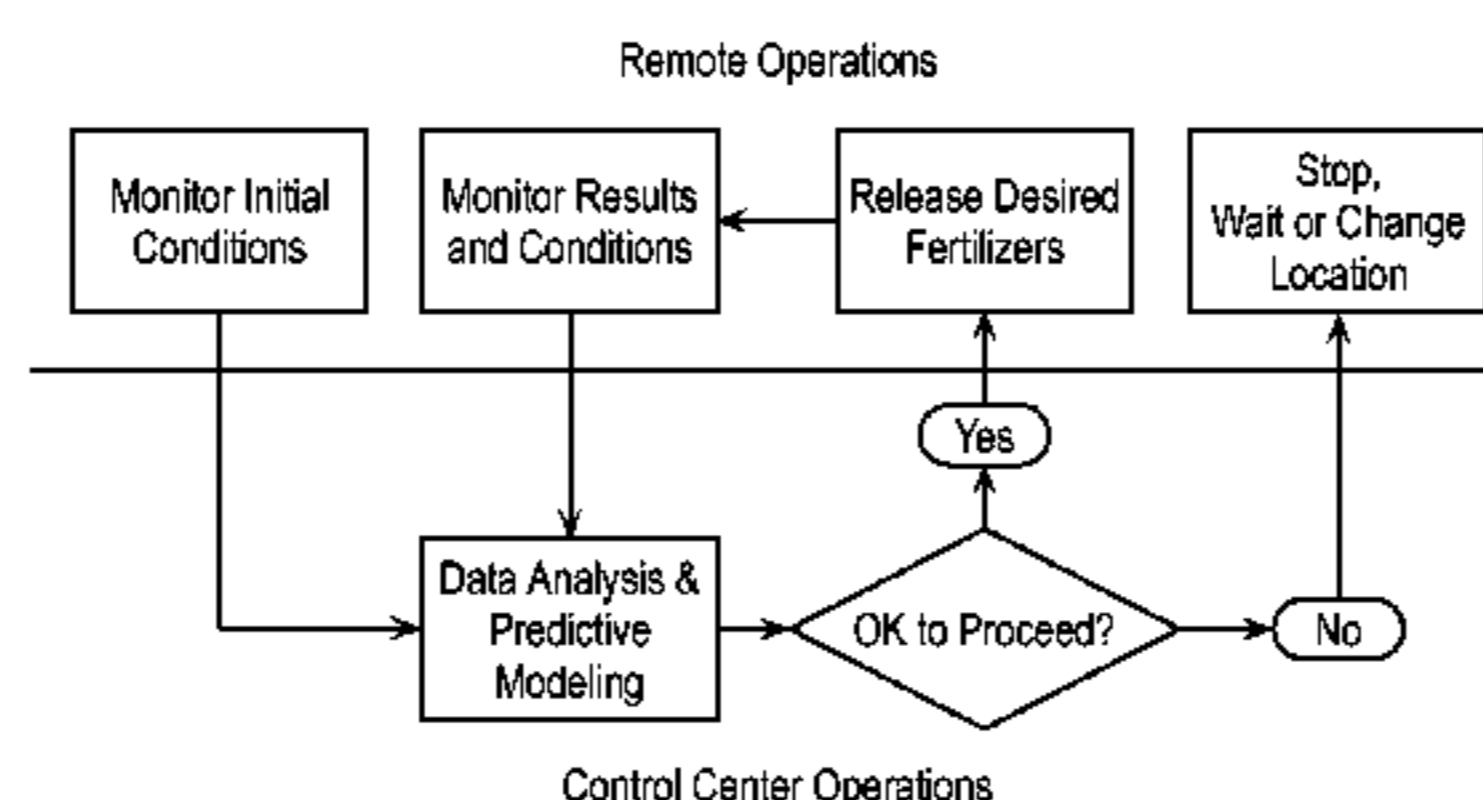 Remote Operations
Monitor Initial
Conditions
Monitor Results
and Conditions
Release Desired
Fertilizers
Stop,
Wait or Change
Location
Yes
Data Analysis &
Predictive
Modeling
OK to Proceed?
No
Control Center Operations